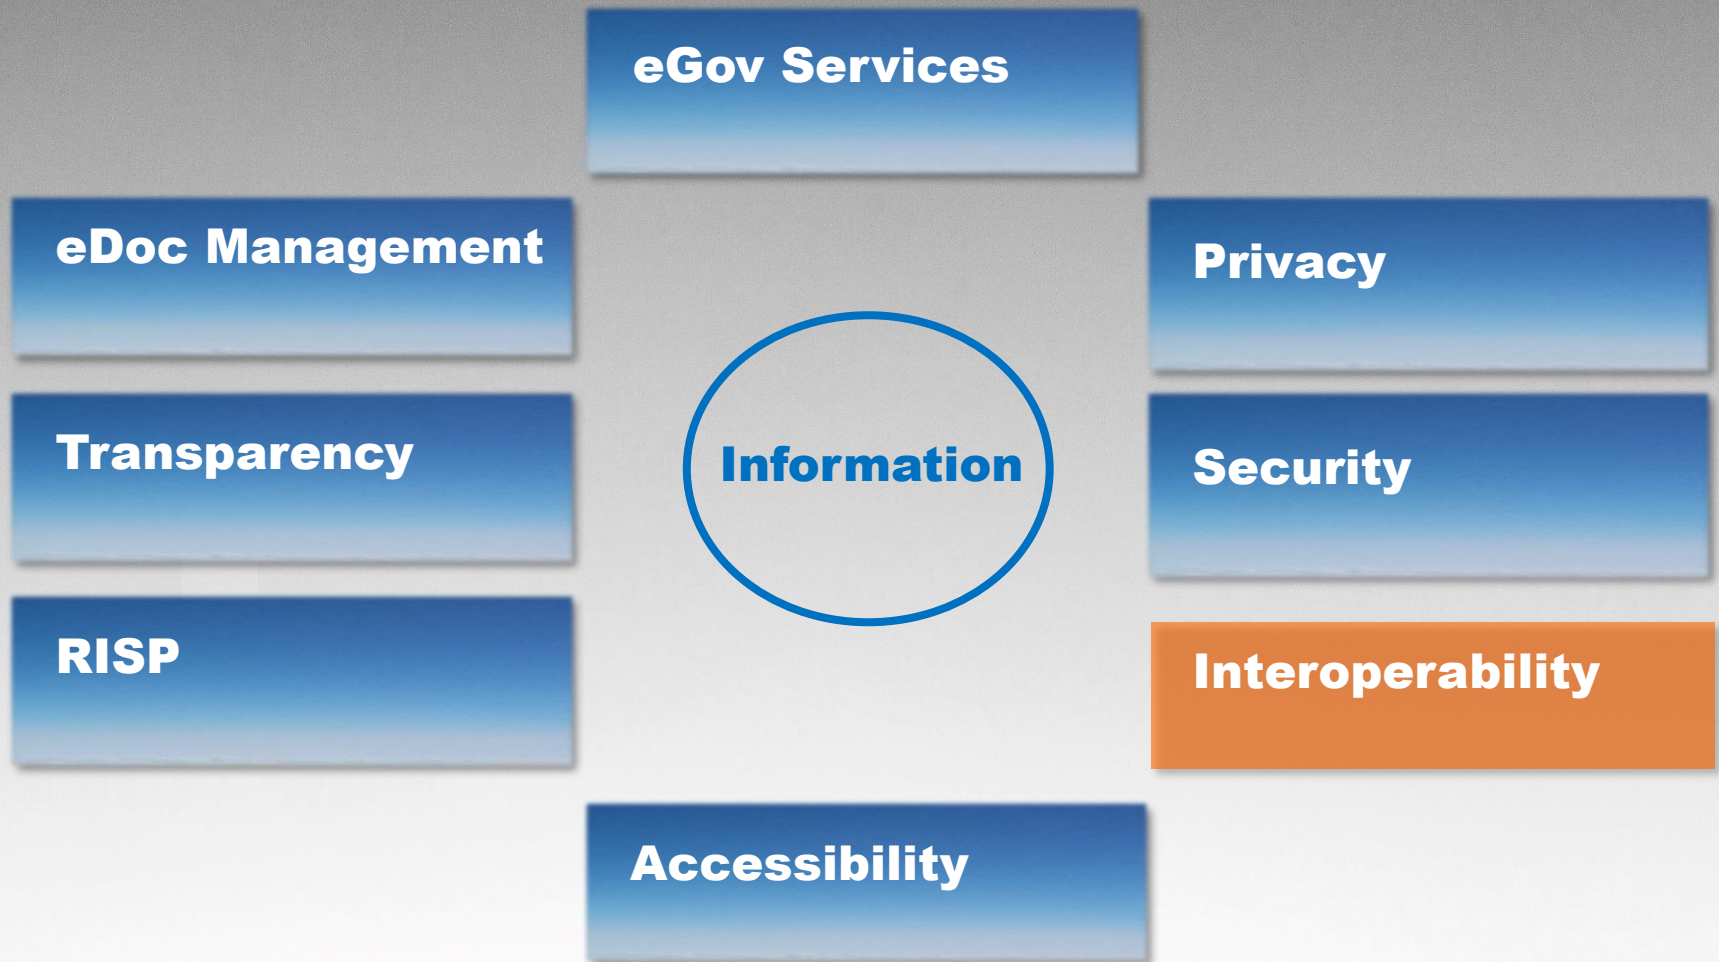 eGov Services
eDoc Management
Privacy
Transparency
Information
Security
RISP
Interoperability
Accessibility